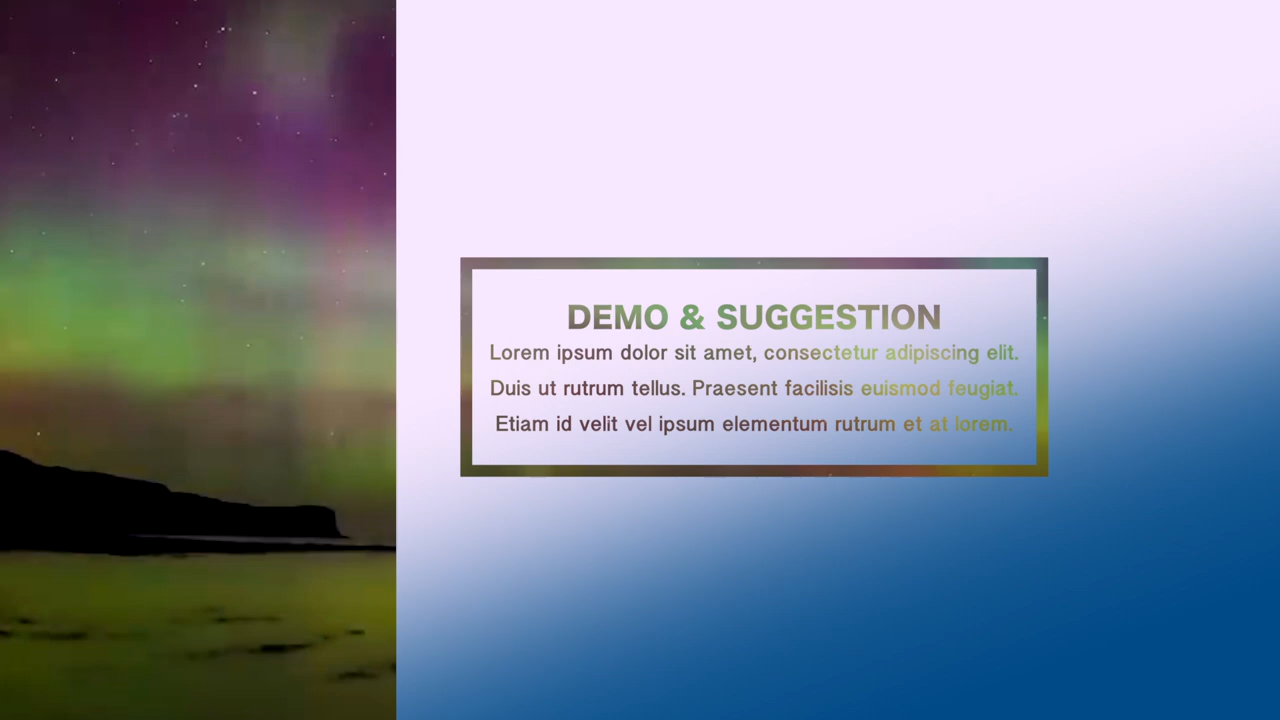 DEMO & SUGGESTION
Lorem ipsum dolor sit amet, consectetur adipiscing elit.
Duis ut rutrum tellus. Praesent facilisis euismod feugiat.
Etiam id velit vel ipsum elementum rutrum et at lorem.